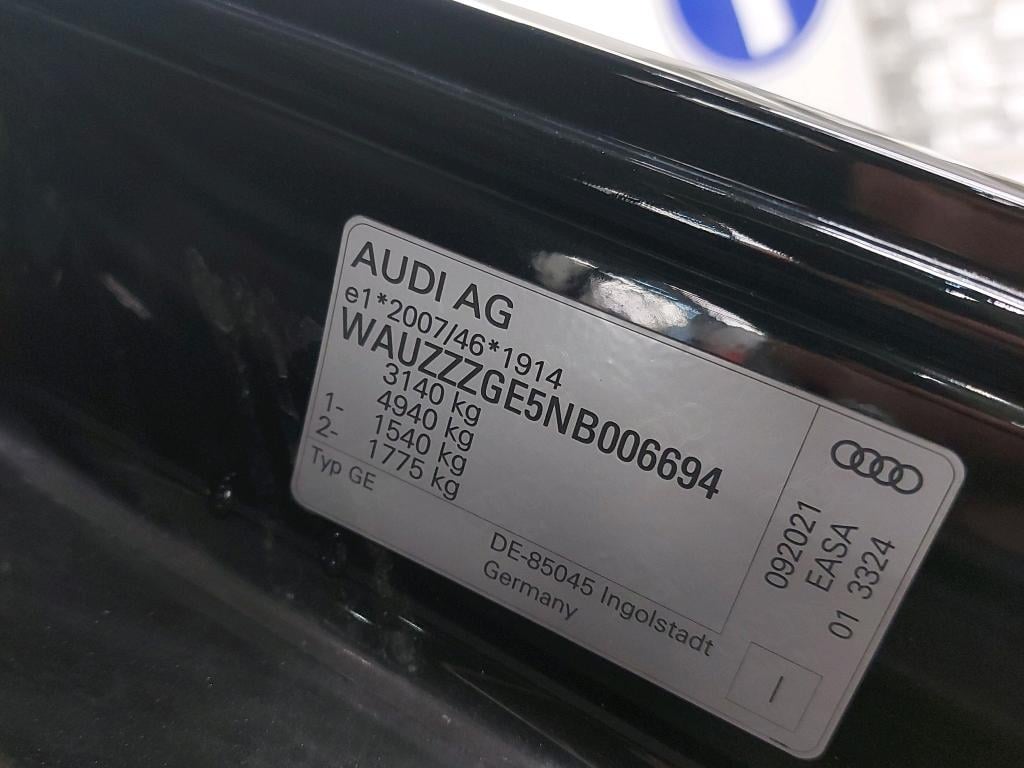 AUDI AG
e1*2007/46*1914
WAUZZZGE5NB006694
3140 kg
4940 kg
1- 1540 kg
2- 1775 kg
Typ GE
DE-85045 Ingolstadt
Germany
092021
EASA
01 3324
I